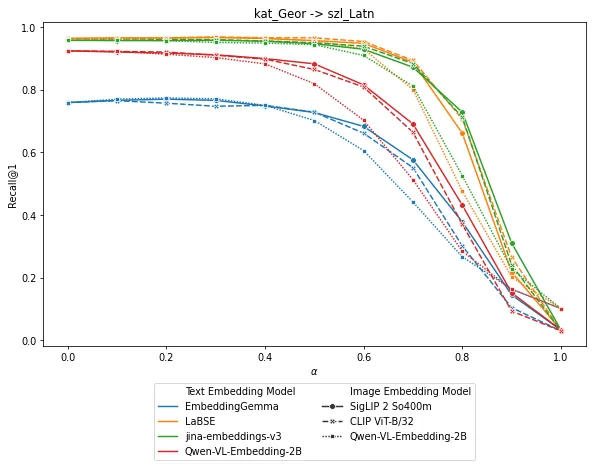 kat_Geor -> szl_Latn
1.0
0.8
0.6
0.4
0.2
0.0
Recall@1
0.0 0.2 0.4 0.6 0.8 1.0
α
Text Embedding Model Image Embedding Model
EmbeddingGemma SigLIP 2 So400m
LaBSE CLIP ViT-B/32
jina-embeddings-v3 Qwen-VL-Embedding-2B
Qwen-VL-Embedding-2B